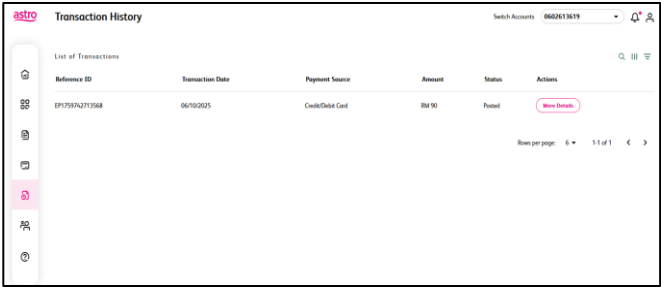 astro
Transaction History
Switch Accounts 0602613619
List of Transactions
Reference ID Transaction Date Payment Source Amount Status Actions
EP1759742713568 06/10/2025 Credit/Debit Card RM 90 Posted More Details
Rows per page: 6 1-1 of 1